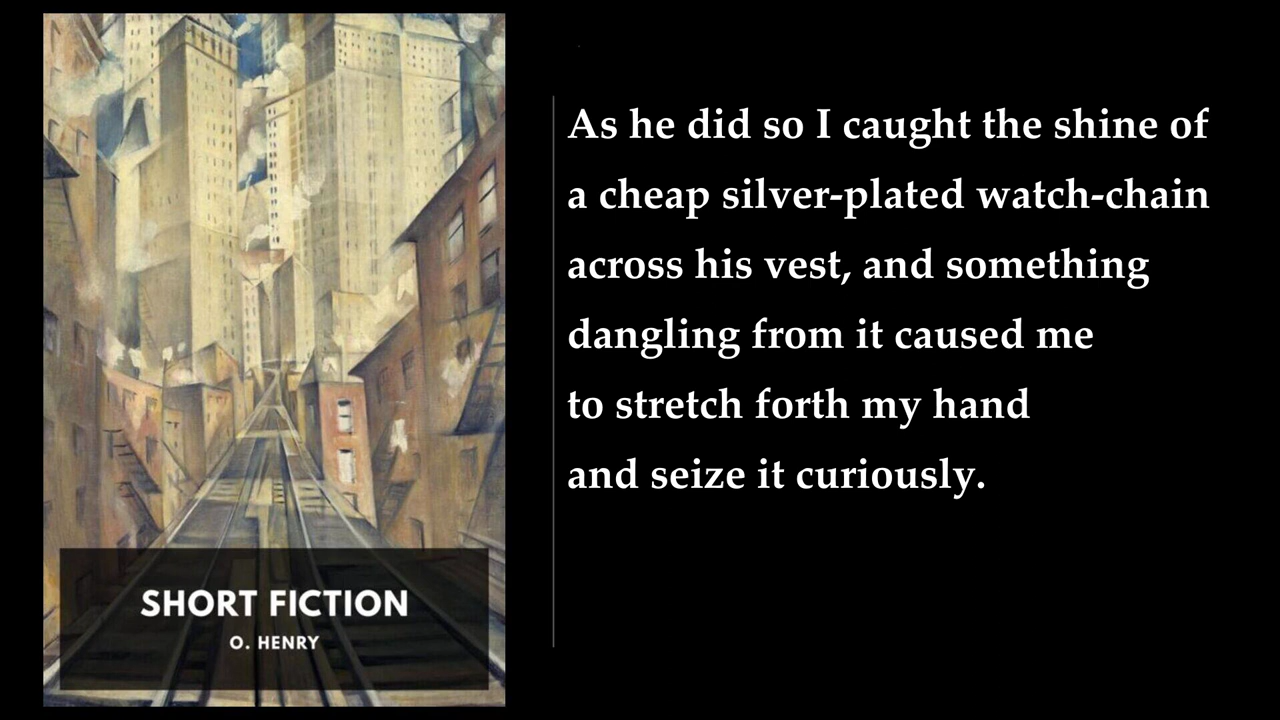 As he did so I caught the shine of
a cheap silver-plated watch-chain
across his vest, and something
dangling from it caused me
to stretch forth my hand
and seize it curiously.
SHORT FICTION
O. HENRY